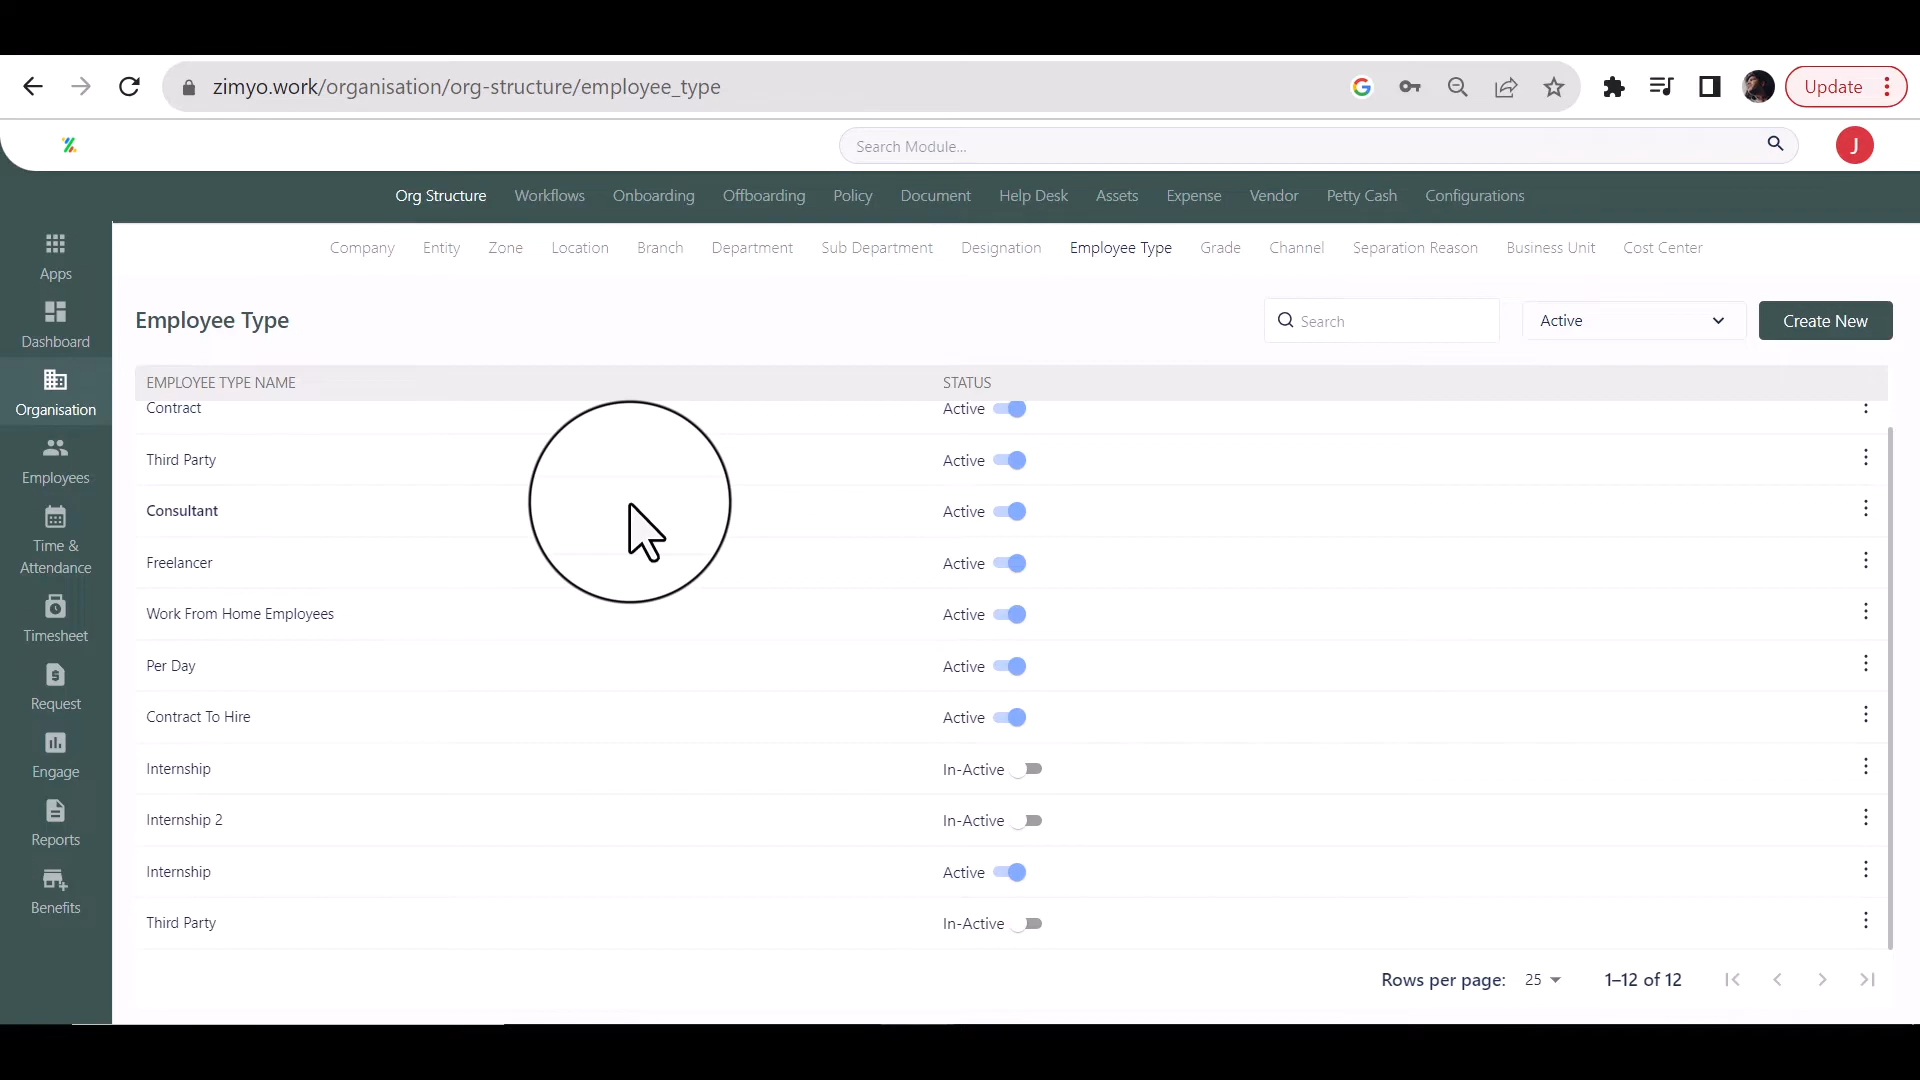 zimyo.work/organisation/org-structure/employee_type
Update
Search Module...
J
Org Structure Workflows Onboarding Offboarding Policy Document Help Desk Assets Expense Vendor Petty Cash Configurations
Company Entity Zone Location Branch Department Sub Department Designation Employee Type Grade Channel Separation Reason Business Unit Cost Center
Apps
Dashboard
Organisation
Employees
Time &
Attendance
Timesheet
Request
Engage
Reports
Benefits
Employee Type
Search
Active
Create New
EMPLOYEE TYPE NAME STATUS
Contract Active
Third Party Active
Consultant Active
Freelancer Active
Work From Home Employees Active
Per Day Active
Contract To Hire Active
Internship In-Active
Internship 2 In-Active
Internship Active
Third Party In-Active
Rows per page: 25 1–12 of 12